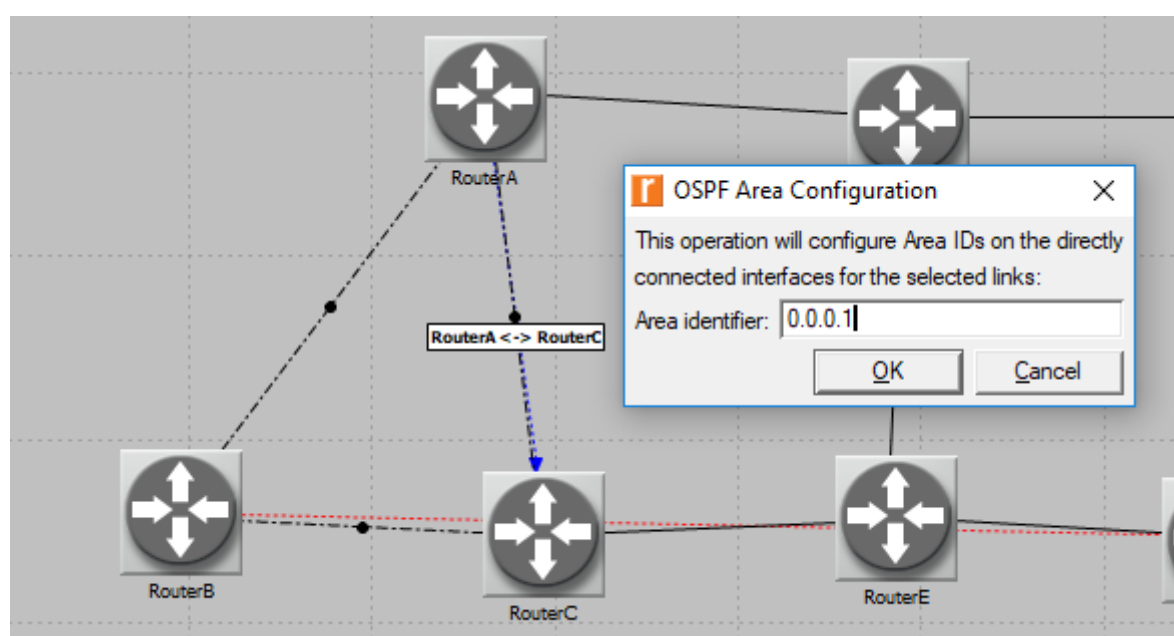 RouterA
OSPF Area Configuration
This operation will configure Area IDs on the directly
connected interfaces for the selected links:
Area identifier: 0.0.0.1
OK
Cancel
RouterA <-> RouterC
RouterB
RouterC
RouterE